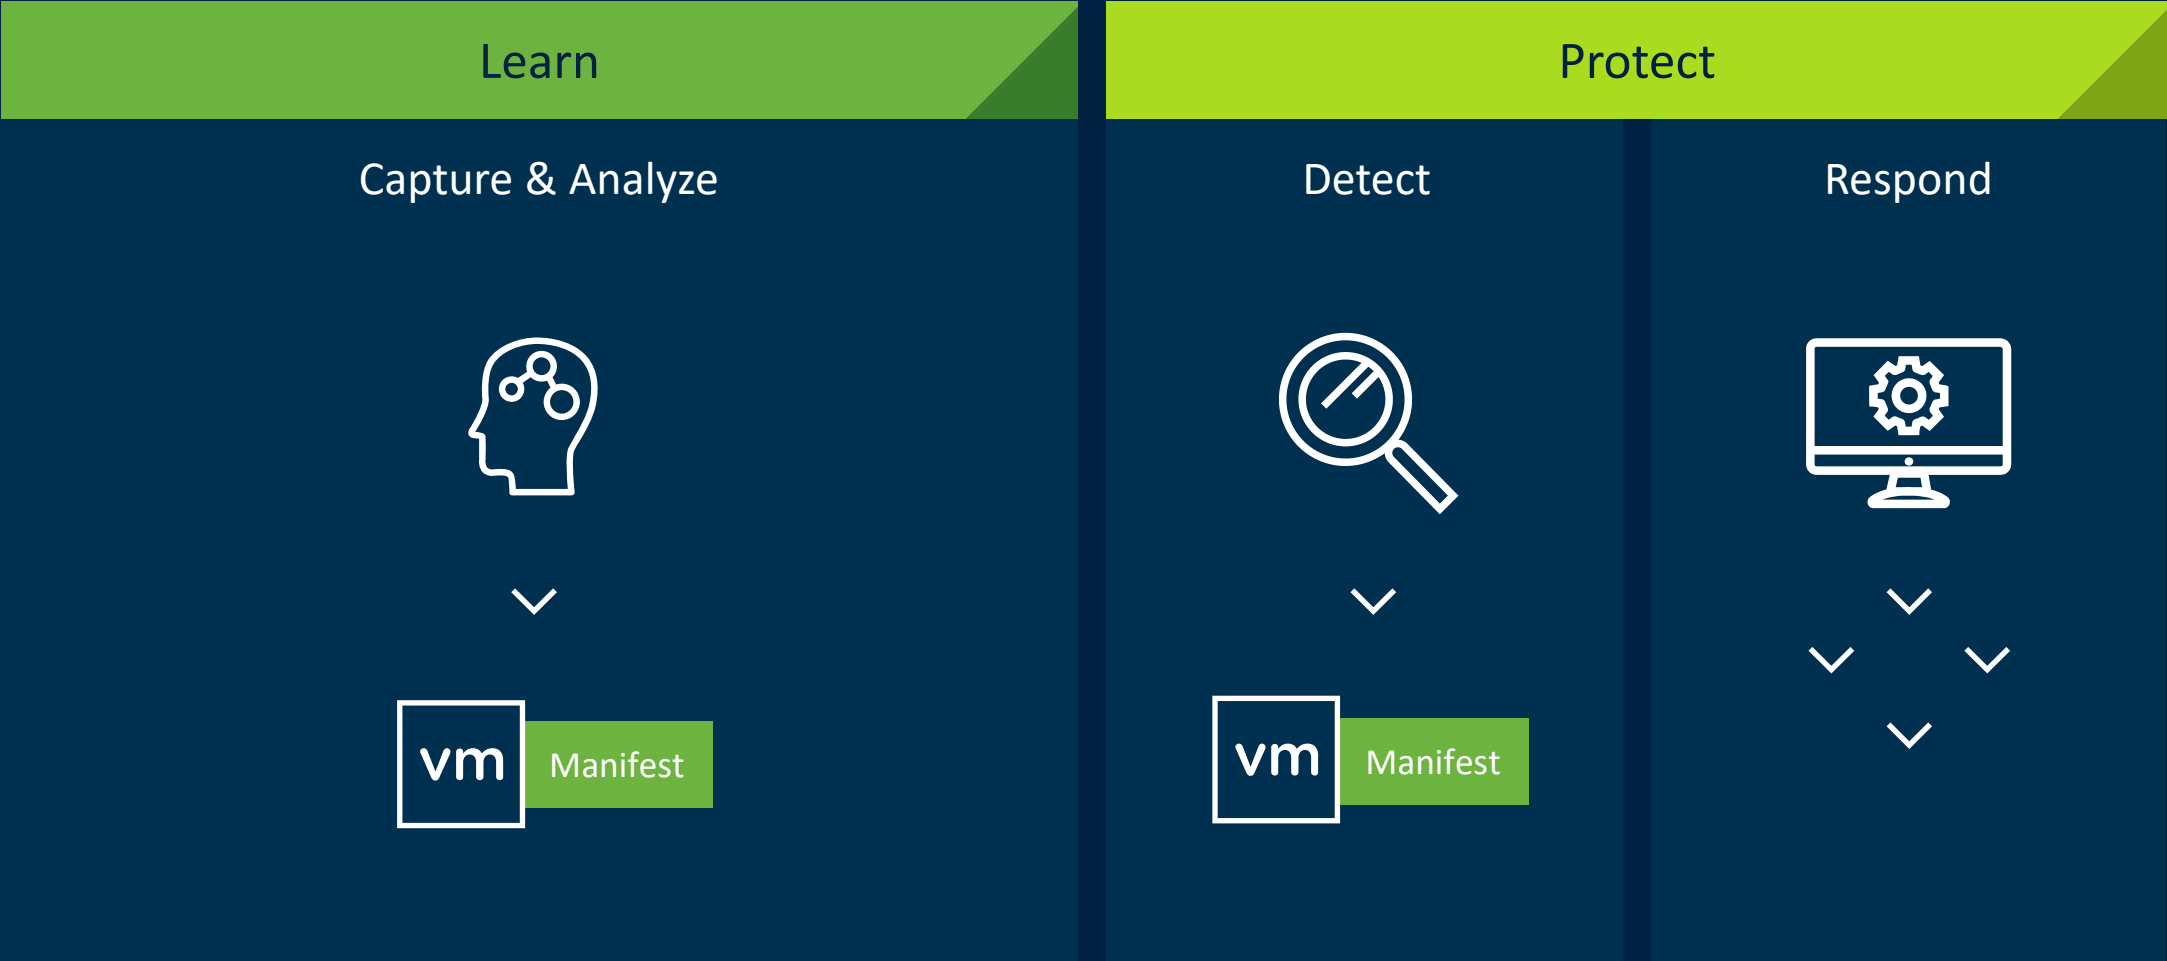 Learn
Capture & Analyze
vm
Manifest
Protect
Detect
vm
Manifest
Respond